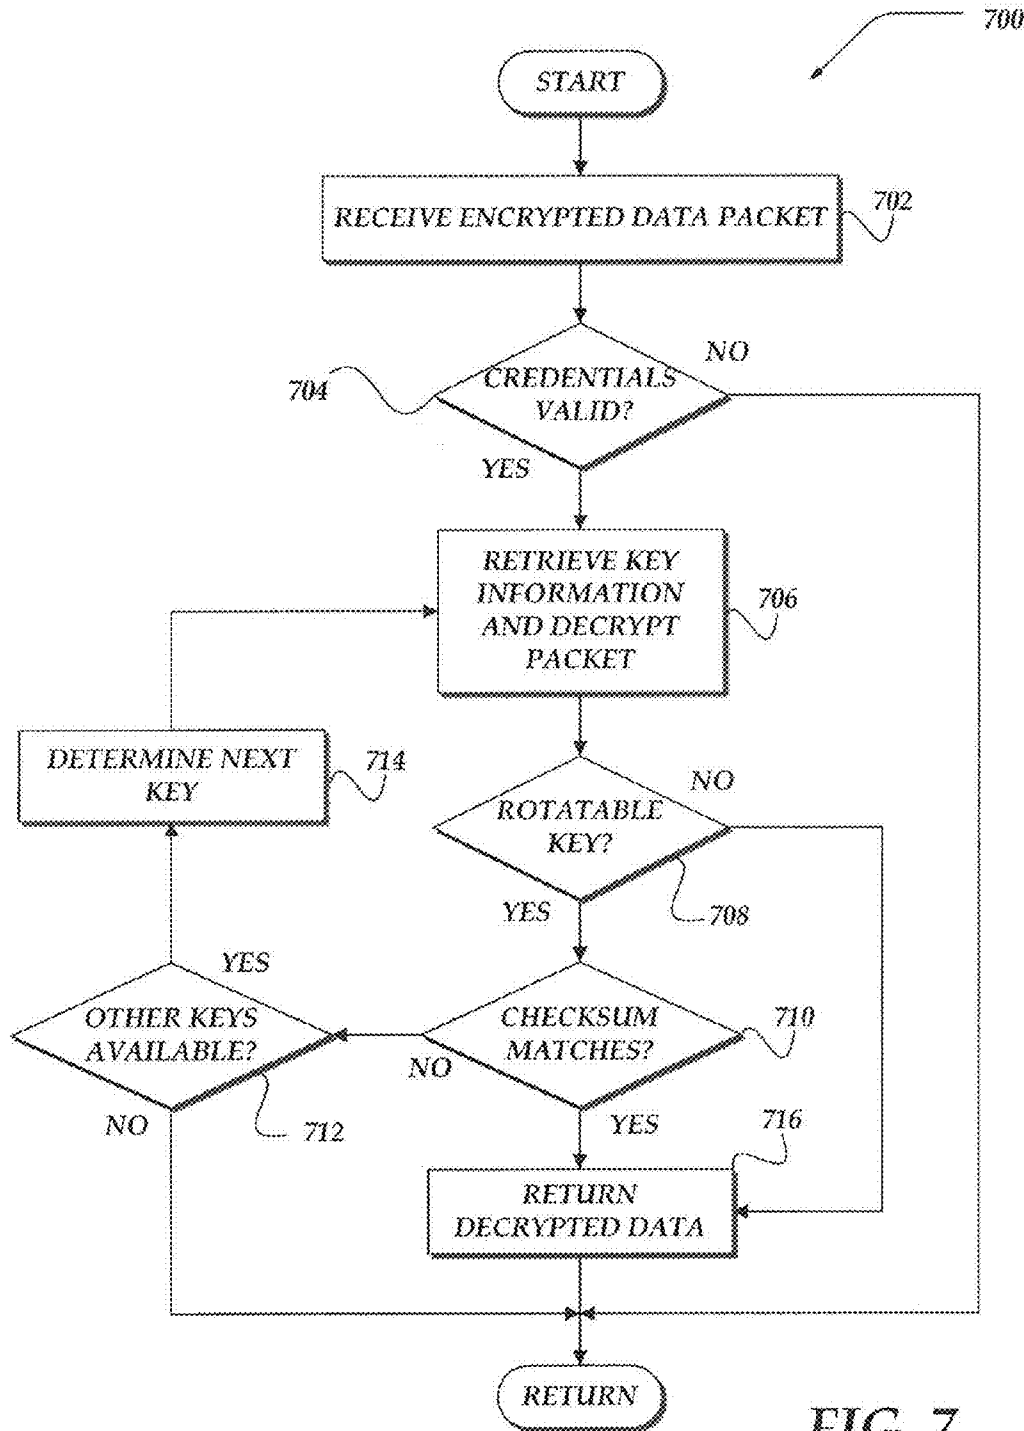 700
START
RECEIVE ENCRYPTED DATA PACKET
702
CREDENTIALS
VALID?
NO
704
YES
RETRIEVE KEY
INFORMATION
AND DECRYPT
PACKET
706
DETERMINE NEXT
KEY
714
ROTATABLE
KEY?
NO
YES
708
OTHER KEYS
AVAILABLE?
YES
NO
712
CHECKSUM
MATCHES?
710
NO
YES
716
RETURN
DECRYPTED DATA
RETURN
FIG. 7